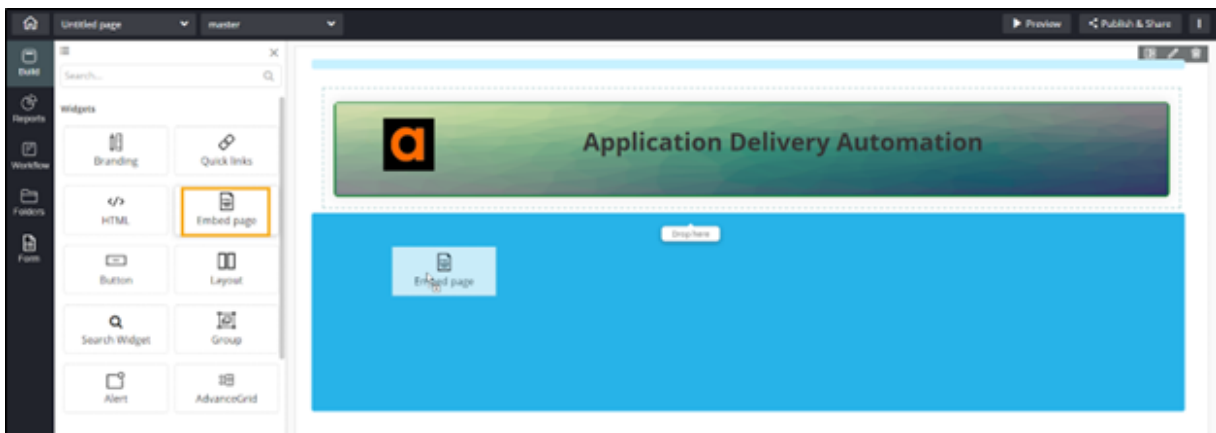 Untitled page master Preview Publish & Share
Build
Search...
Reports
Widgets
Branding Quick links
Workflow
HTML Embed page
Folders
Form
Button Layout
Search Widget Group
Alert AdvanceGrid
a Application Delivery Automation
Drop here
Embed page